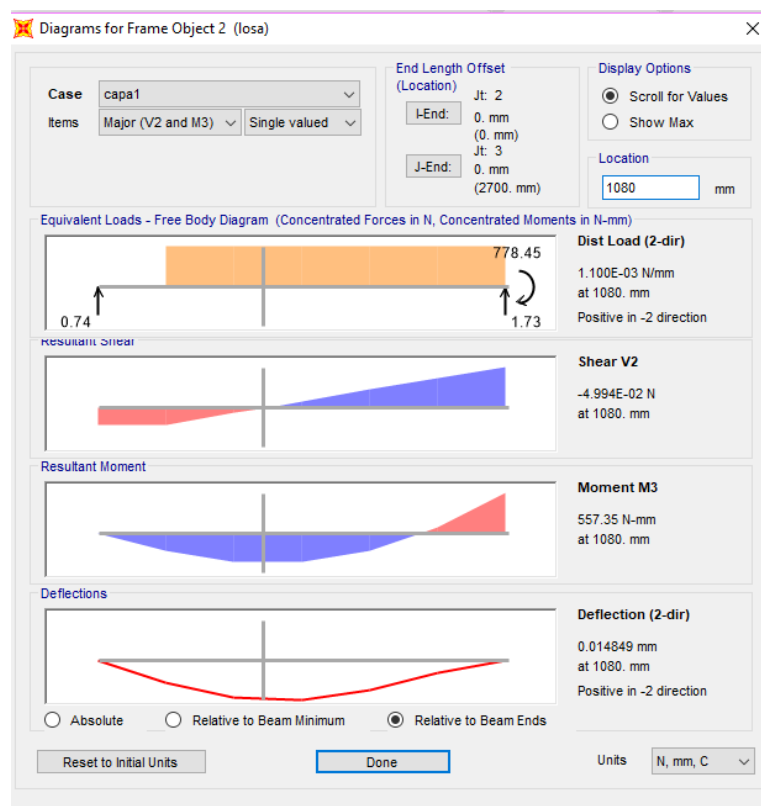 Diagrams for Frame Object 2 (losa)
Case capa1
Items Major (V2 and M3) Single valued
End Length Offset
(Location)
Jt: 2
I-End: 0. mm
(0. mm)
Jt: 3
J-End: 0. mm
(2700. mm)
Display Options
Scroll for Values
Show Max
Location
1080 mm
Equivalent Loads - Free Body Diagram (Concentrated Forces in N, Concentrated Moments in N-mm)
778.45
0.74
1.73
Dist Load (2-dir)
1.100E-03 N/mm
at 1080. mm
Positive in -2 direction
Resultant Shear
Shear V2
-4.994E-02 N
at 1080. mm
Resultant Moment
Moment M3
557.35 N-mm
at 1080. mm
Deflections
Deflection (2-dir)
0.014849 mm
at 1080. mm
Positive in -2 direction
Absolute Relative to Beam Minimum Relative to Beam Ends
Reset to Initial Units Done Units N, mm, C